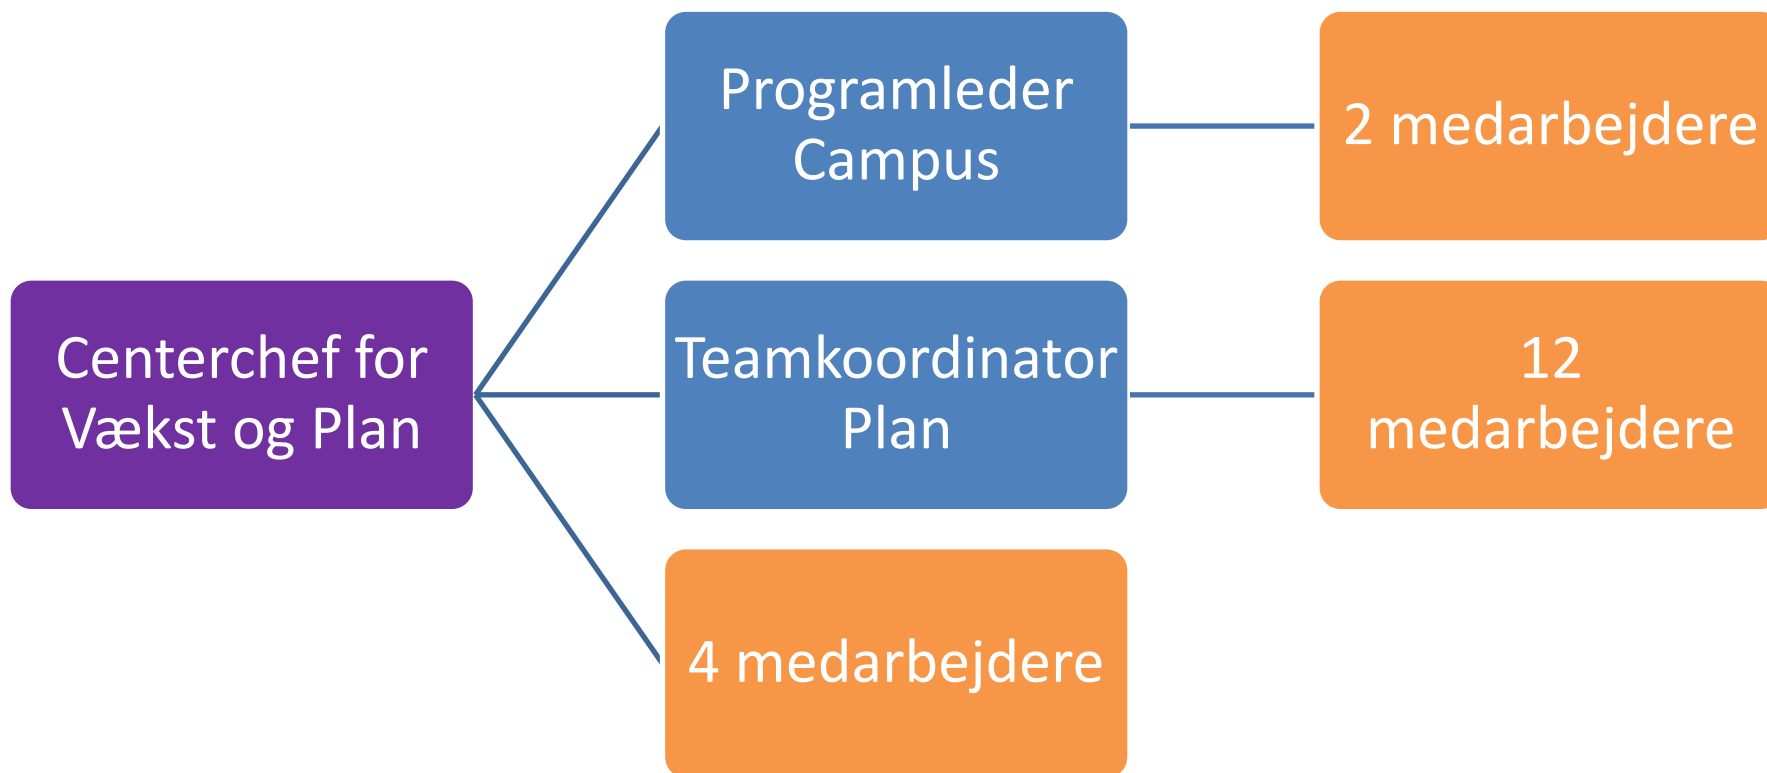 Programleder
Campus
2 medarbejdere
Centerchef for
Vækst og Plan
Teamkoordinator
Plan
12
medarbejdere
4 medarbejdere